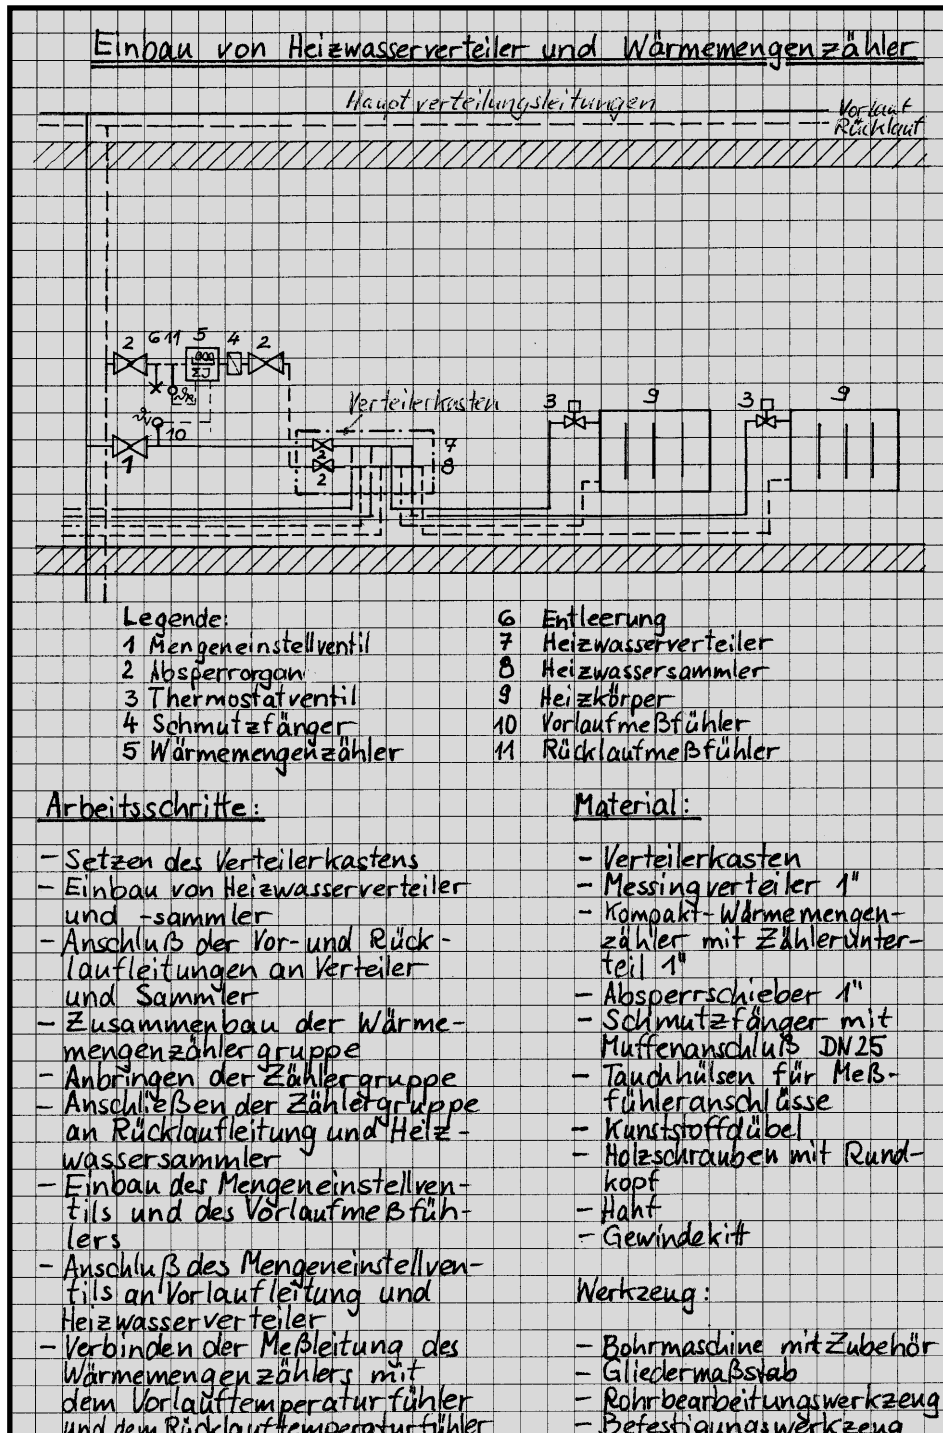 Einbau von Heizwasserverteiler und Wärmemengenzähler
Hauptverteilungsleitungen
Vorlauf
Rücklauf
2 6 11 5 4 2
ϑR
ϑV
10
1
Verteilerkasten
2
2
7
8
3 9 3 9
Legende:
1 Mengeneinstellventil
2 Absperrorgan
3 Thermostatventil
4 Schmutzfänger
5 Wärmemengenzähler
6 Entleerung
7 Heizwasserverteiler
8 Heizwassersammler
9 Heizkörper
10 Vorlaufmeßfühler
11 Rücklaufmeßfühler
Arbeitsschritte:
- Setzen des Verteilerkastens
- Einbau von Heizwasserverteiler
und -sammler
- Anschluß der Vor- und Rück-
laufleitungen an Verteiler
und Sammler
- Zusammenbau der Wärme-
mengenzählergruppe
- Anbringen der Zählergruppe
- Anschließen der Zählergruppe
an Rücklaufleitung und Heiz-
wassersammler
- Einbau des Mengeneinstellven-
tils und des Vorlaufmeßfüh-
lers
- Anschluß des Mengeneinstellven-
tils an Vorlaufleitung und
Heizwasserverteiler
- Verbinden der Meßleitung des
Wärmemengenzählers mit
dem Vorlauftemperaturfühler
und dem Rücklauftemperaturfühler
Material:
- Verteilerkasten
- Messingverteiler 1"
- Kompakt-Wärmemengen-
zähler mit Zählerunter-
teil 1"
- Absperrschieber 1"
- Schmutzfänger mit
Muffenanschluß DN25
- Tauchhülsen für Meß-
fühleranschlüsse
- Kunststoffdübel
- Holzschrauben mit Rund-
kopf
- Hanf
- Gewindekitt
Werkzeug:
- Bohrmaschine mit Zubehör
- Gliedermaßstab
- Rohrbearbeitungswerkzeug
- Befestigungswerkzeug